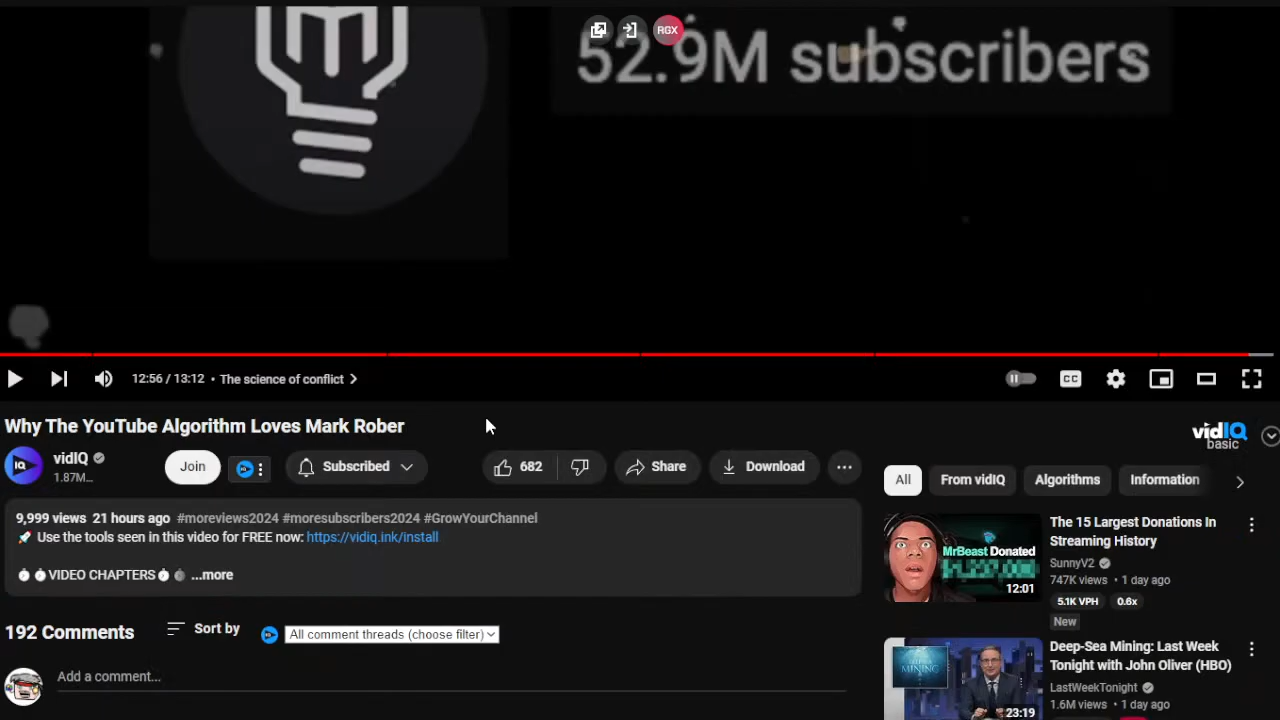 RGX
52.9M subscribers
12:56 / 13:12 • The science of conflict
CC
Why The YouTube Algorithm Loves Mark Rober
vidIQ
basic
IQ
vidIQ
1.87M...
Join
Subscribed
682
Share
Download
All
From vidIQ
Algorithms
Information
9,999 views 21 hours ago #moreviews2024 #moresubscribers2024 #GrowYourChannel
🚀 Use the tools seen in this video for FREE now: https://vidiq.ink/install
VIDEO CHAPTERS
...more
192 Comments
Sort by
All comment threads (choose filter)
Add a comment...
MrBeast Donated
12:01
The 15 Largest Donations In
Streaming History
SunnyV2
747K views • 1 day ago
5.1K VPH
0.6x
New
MINING
23:19
Deep-Sea Mining: Last Week
Tonight with John Oliver (HBO)
LastWeekTonight
1.6M views • 1 day ago